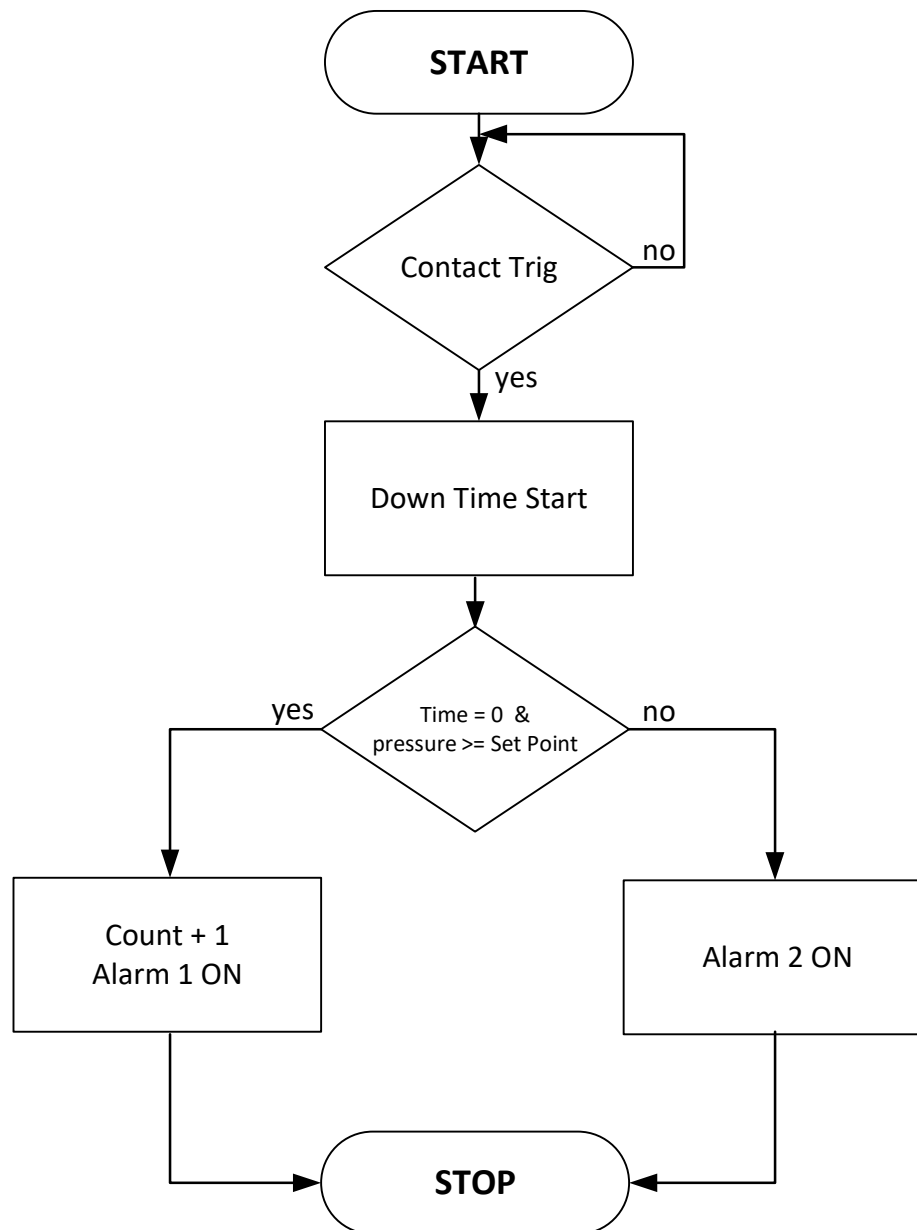 START
Contact Trig
no
yes
Down Time Start
yes
Time = 0 &
pressure >= Set Point
no
Count + 1
Alarm 1 ON
Alarm 2 ON
STOP